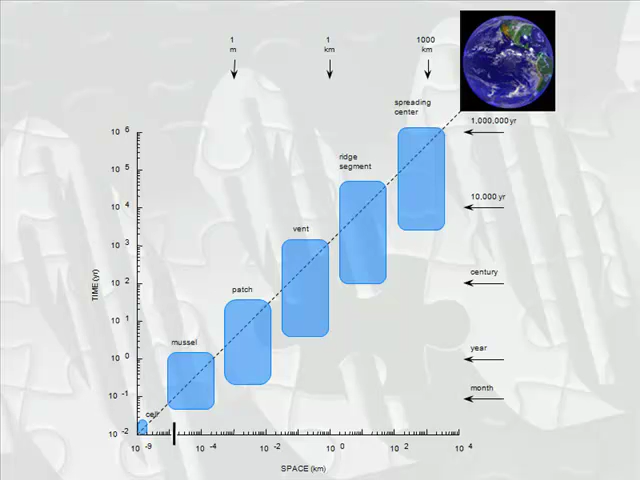 1
m
1
km
1000
km
spreading
center
1,000,000 yr
10 6
ridge
segment
10 5
10,000 yr
10 4
vent
10 3
century
10 2
TIME (yr)
patch
10 1
mussel
year
10 0
month
10 -1
cell
10 -2
10 -9
10 -4
10 -2
10 0
10 2
10 4
SPACE (km)